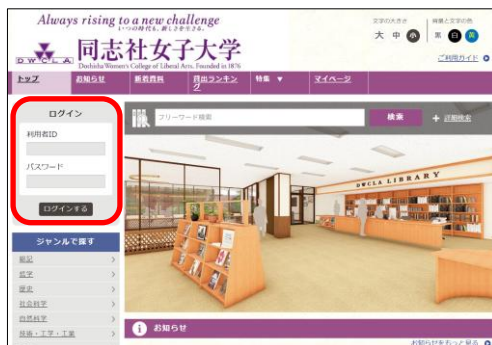 Always rising to a new challenge
いつの時代も、新しさを生きる。
DWCLA
同志社女子大学
Doshisha Women's College of Liberal Arts, Founded in 1876
文字の大きさ
大 中 小
背景と文字の色
黒 白 黄
ご利用ガイド
トップ
お知らせ
新着資料
貸出ランキング
特集 ▼
マイページ
ログイン
利用者ID
パスワード
ログインする
フリーワード検索
検索
+ 詳細検索
DWCLA LIBRARY
ジャンルで探す
総記
哲学
歴史
社会科学
自然科学
技術・工学・工業
お知らせ
お知らせをもっと見る